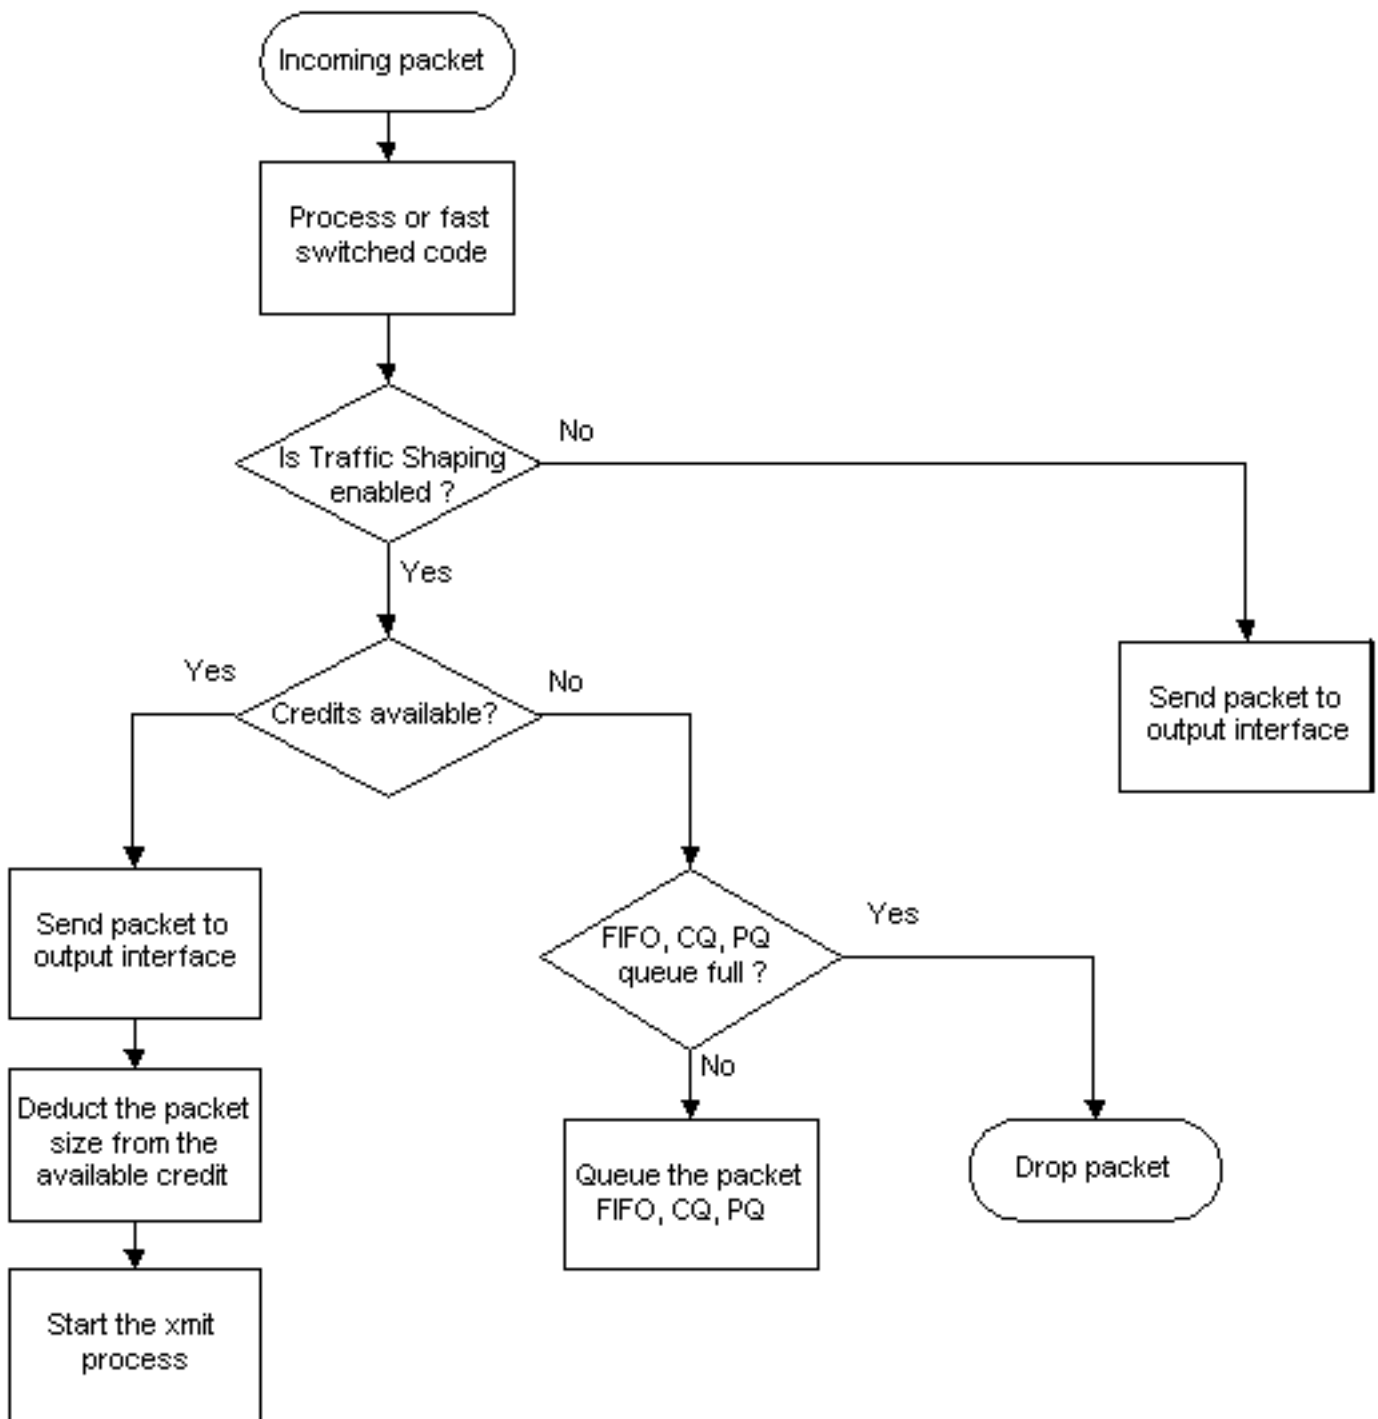 Incoming packet
Process or fast
switched code
No
Is Traffic Shaping
enabled ?
Yes
Yes
No
Credits available?
Send packet to
output interface
Send packet to
output interface
FIFO, CQ, PQ
queue full ?
Yes
No
Deduct the packet
size from the
available credit
Queue the packet
FIFO, CQ, PQ
Drop packet
Start the xmit
process